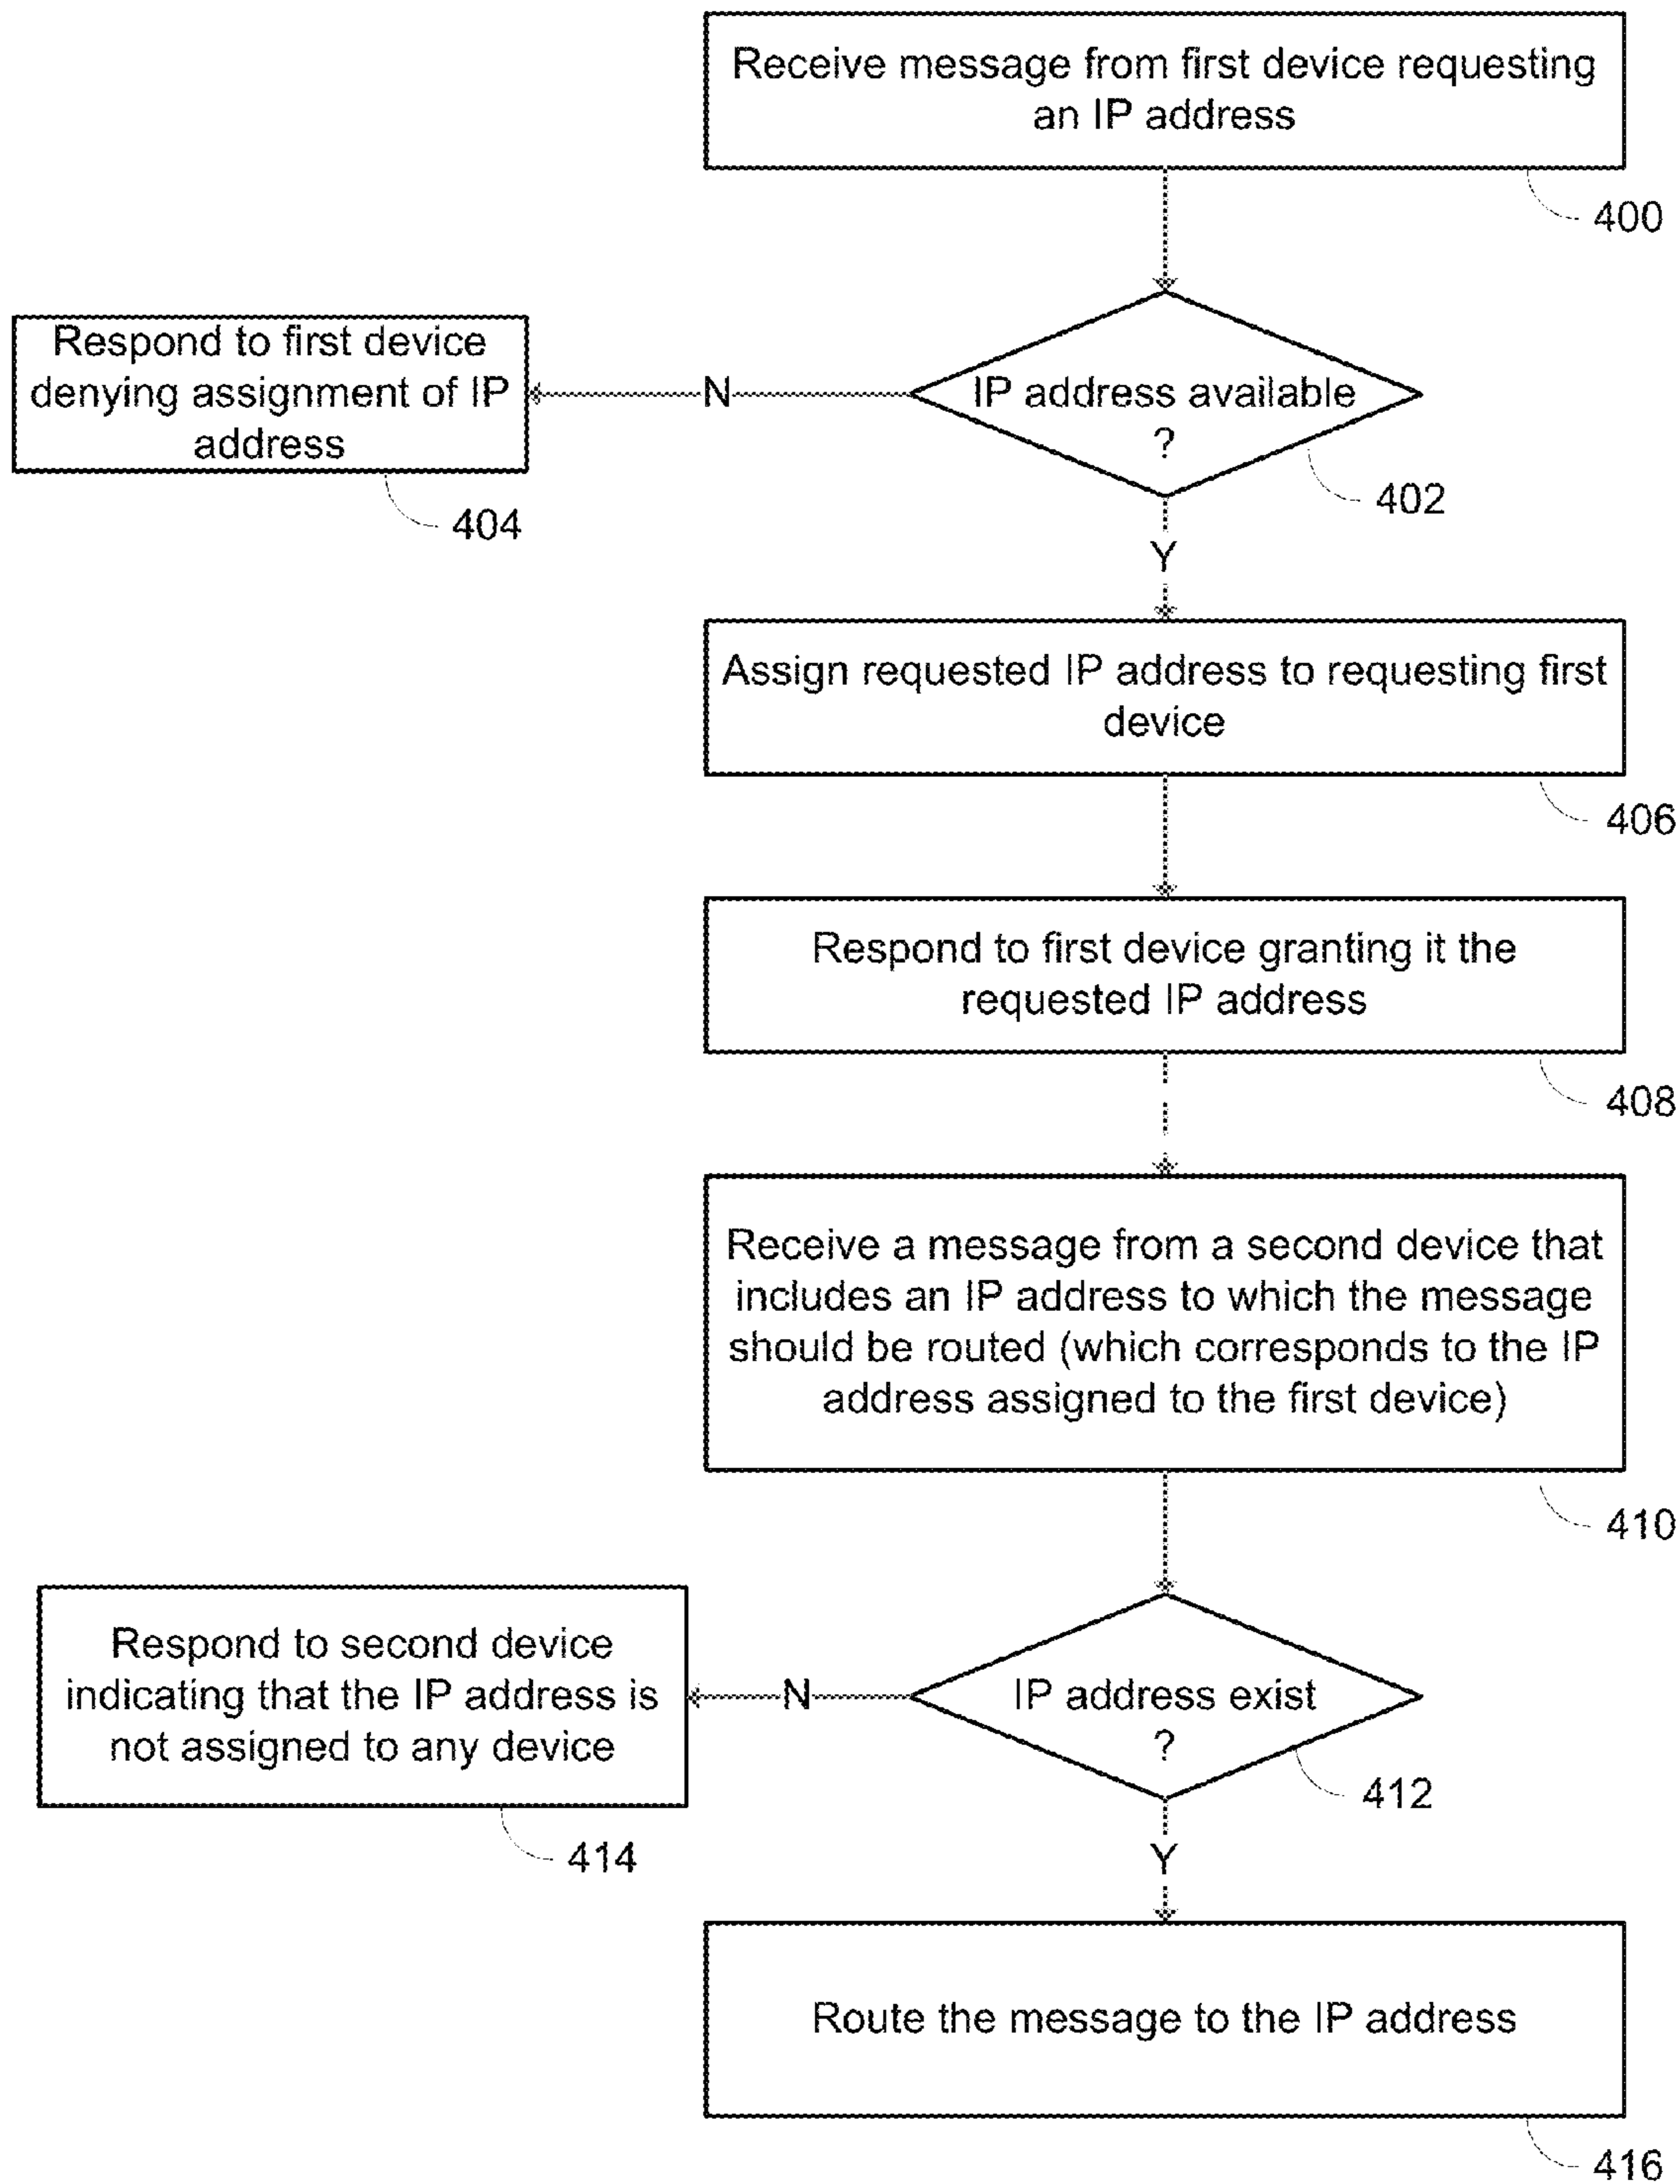 Receive message from first device requesting
an IP address
400
IP address available
?
402
N
Respond to first device
denying assignment of IP
address
404
Y
Assign requested IP address to requesting first
device
406
Respond to first device granting it the
requested IP address
408
Receive a message from a second device that
includes an IP address to which the message
should be routed (which corresponds to the IP
address assigned to the first device)
410
IP address exist
?
412
N
Respond to second device
indicating that the IP address is
not assigned to any device
414
Y
Route the message to the IP address
416